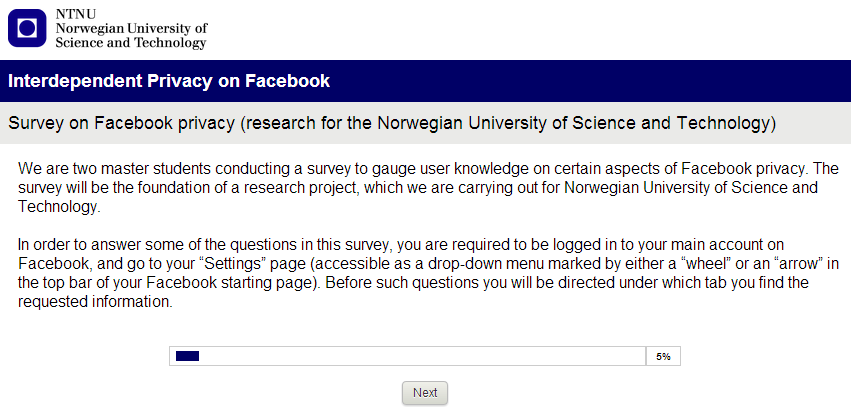 NTNU
Norwegian University of
Science and Technology
Interdependent Privacy on Facebook
Survey on Facebook privacy (research for the Norwegian University of Science and Technology)
We are two master students conducting a survey to gauge user knowledge on certain aspects of Facebook privacy. The
survey will be the foundation of a research project, which we are carrying out for Norwegian University of Science and
Technology.
In order to answer some of the questions in this survey, you are required to be logged in to your main account on
Facebook, and go to your “Settings” page (accessible as a drop-down menu marked by either a “wheel” or an “arrow” in
the top bar of your Facebook starting page). Before such questions you will be directed under which tab you find the
requested information.
5%
Next